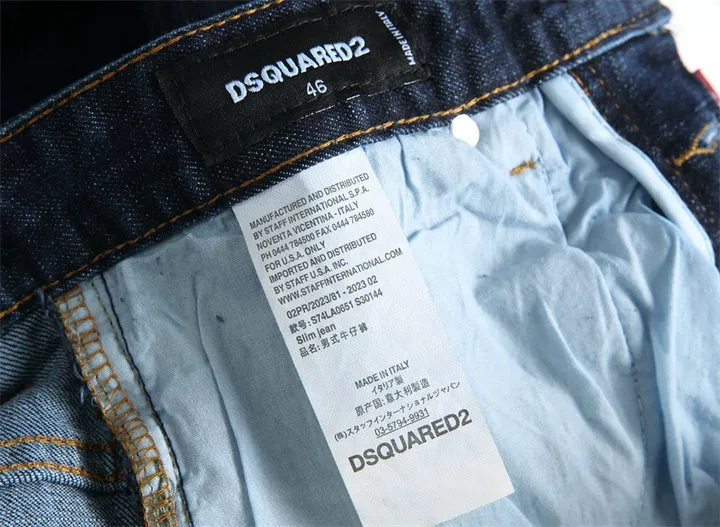 DSQUARED2
46
MADE IN ITALY
MANUFACTURED AND DISTRIBUTED
BY STAFF INTERNATIONAL S.P.A.
NOVENTA VICENTINA - ITALY
PH 0444 784500 FAX 0444 784580
FOR U.S.A. ONLY
IMPORTED AND DISTRIBUTED
BY STAFF U.S.A. INC.
WWW.STAFFINTERNATIONAL.COM
02PR/2023/81 - 2023 02
款号: S74LA0651 S30144
Slim jean
品名: 男式牛仔裤
MADE IN ITALY
イタリア製
原产国: 意大利製造
(株)スタッフインターナショナルジャパン
03-5794-9931
DSQUARED2